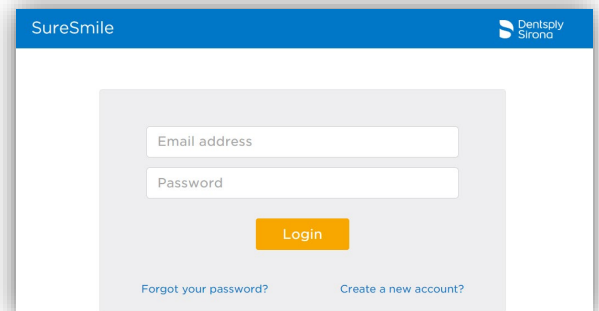 SureSmile
Dentsply
Sirona
Email address
Password
Login
Forgot your password? Create a new account?